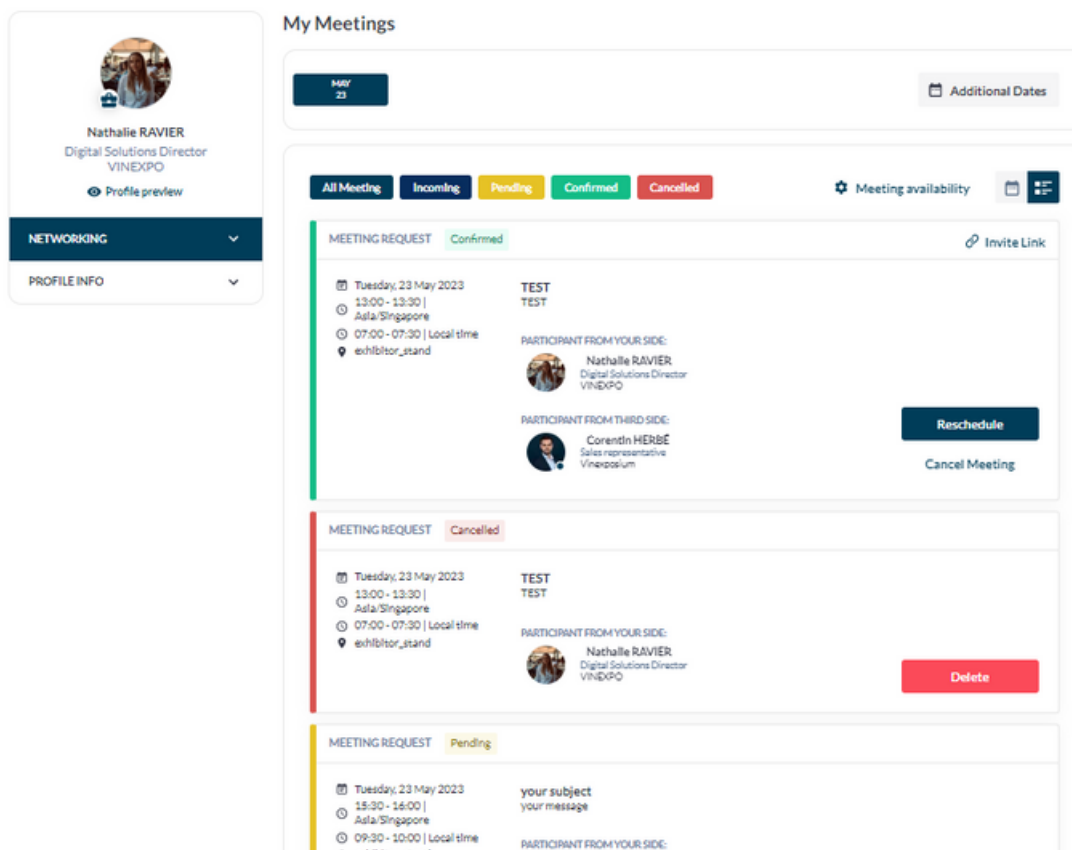 My Meetings
MAY
23
Additional Dates
Nathalie RAVIER
Digital Solutions Director
VINEXPO
Profile preview
NETWORKING
PROFILE INFO
All Meeting
Incoming
Pending
Confirmed
Cancelled
Meeting availability
MEETING REQUEST Confirmed
Invite Link
Tuesday, 23 May 2023
13:00 - 13:30 |
Asia/Singapore
07:00 - 07:30 | Local time
exhibitor_stand
TEST
TEST
PARTICIPANT FROM YOUR SIDE:
Nathalie RAVIER
Digital Solutions Director
VINEXPO
PARTICIPANT FROM THIRD SIDE:
Corentin HERBÉ
Sales representative
Vinexposium
Reschedule
Cancel Meeting
MEETING REQUEST Cancelled
Tuesday, 23 May 2023
13:00 - 13:30 |
Asia/Singapore
07:00 - 07:30 | Local time
exhibitor_stand
TEST
TEST
PARTICIPANT FROM YOUR SIDE:
Nathalie RAVIER
Digital Solutions Director
VINEXPO
Delete
MEETING REQUEST Pending
Tuesday, 23 May 2023
15:30 - 16:00 |
Asia/Singapore
09:30 - 10:00 | Local time
your subject
your message
PARTICIPANT FROM YOUR SIDE: